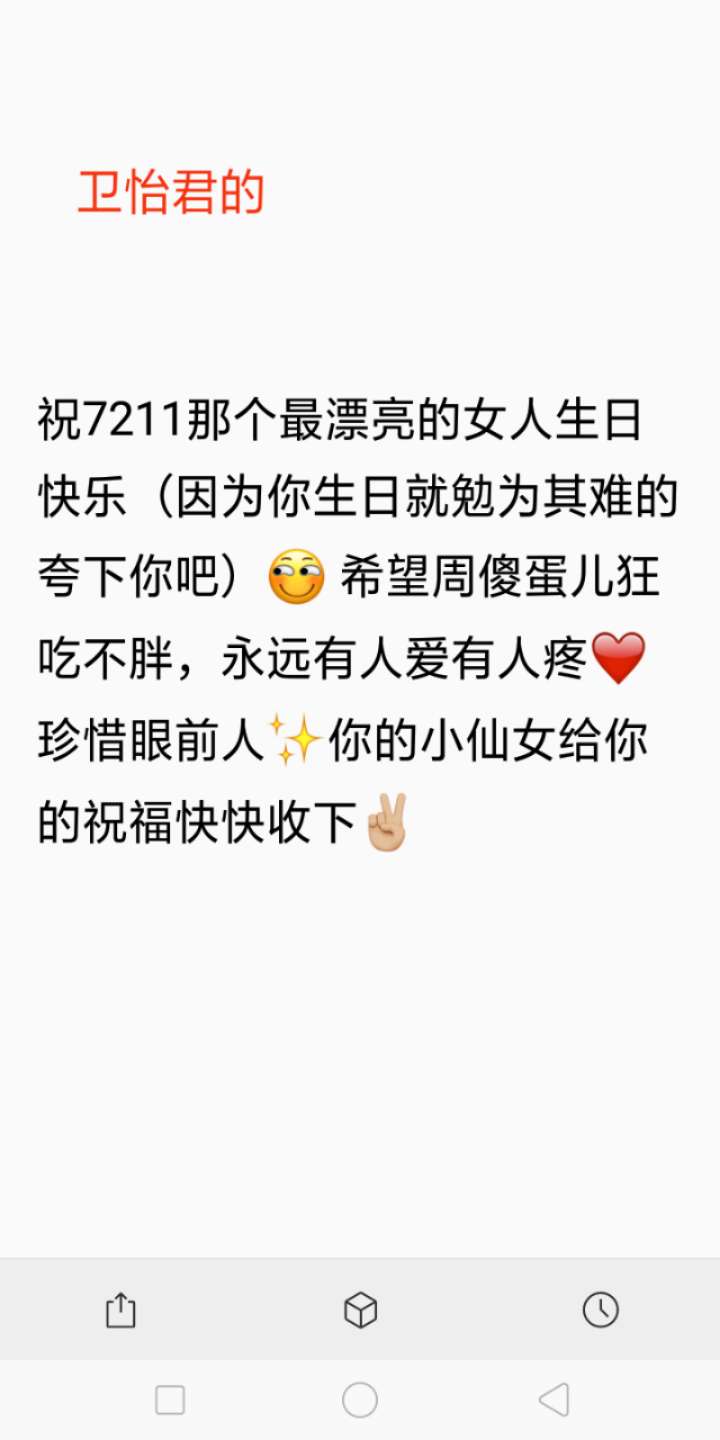 卫怡君的
祝7211那个最漂亮的女人生日
快乐（因为你生日就勉为其难的
夸下你吧）🤭 希望周傻蛋儿狂
吃不胖，永远有人爱有人疼❤️
珍惜眼前人✨你的小仙女给你
的祝福快快收下✌🏼